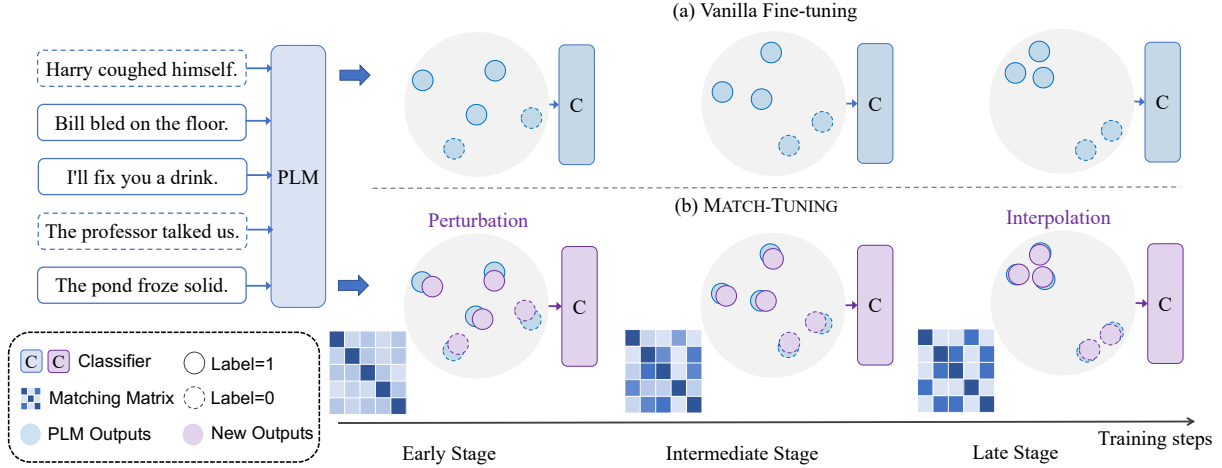 (a) Vanilla Fine-tuning
Harry coughed himself.
Bill bled on the floor.
I'll fix you a drink.
The professor talked us.
The pond froze solid.
PLM
C
C
C
(b) MATCH-TUNING
Perturbation
Interpolation
C
C
C
C C Classifier
Label=1
Matching Matrix
Label=0
PLM Outputs
New Outputs
Early Stage
Intermediate Stage
Late Stage
Training steps